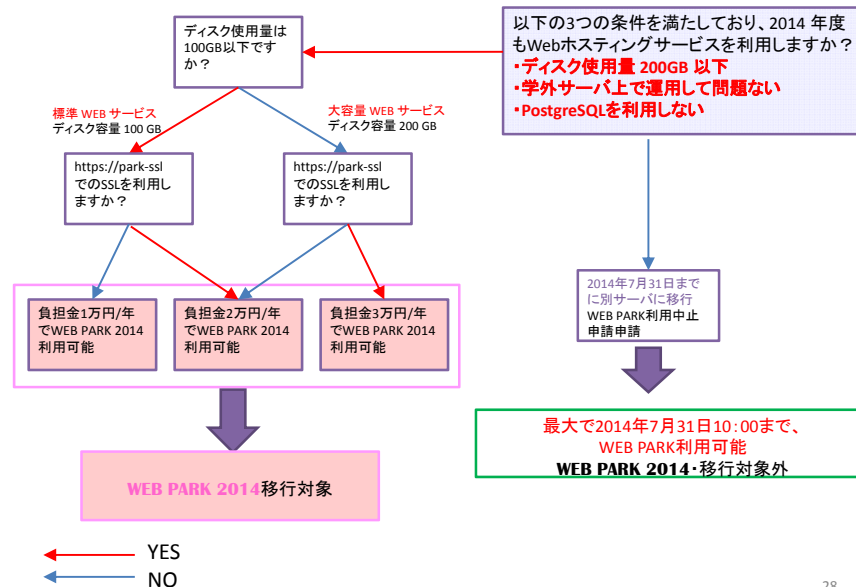 ディスク使用量は
100GB以下です
か？
以下の3つの条件を満たしており、2014 年度
もWebホスティングサービスを利用しますか？
・ディスク使用量 200GB 以下
・学外サーバ上で運用して問題ない
・PostgreSQLを利用しない
標準 WEB サービス
ディスク容量 100 GB
大容量 WEB サービス
ディスク容量 200 GB
https://park-ssl
でのSSLを利用し
ますか？
https://park-ssl
でのSSLを利用し
ますか？
2014年7月31日まで
に別サーバに移行
WEB PARK利用中止
申請申請
負担金1万円/年
でWEB PARK 2014
利用可能
負担金2万円/年
でWEB PARK 2014
利用可能
負担金3万円/年
でWEB PARK 2014
利用可能
最大で2014年7月31日10:00まで、
WEB PARK利用可能
WEB PARK 2014・移行対象外
WEB PARK 2014移行対象
YES
NO
28